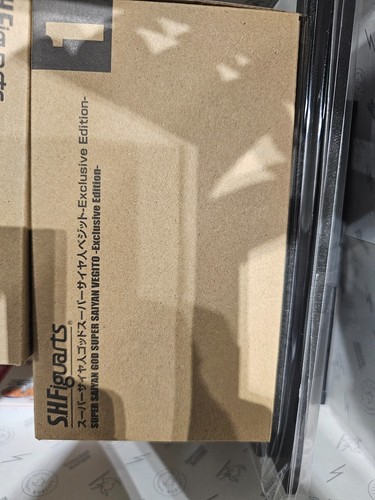 1
S.H.Figuarts
スーパーサイヤ人ゴッドスーパーサイヤ人ベジット-Exclusive Edition-
SUPER SAIYAN GOD SUPER SAIYAN VEGITO -Exclusive Edition-